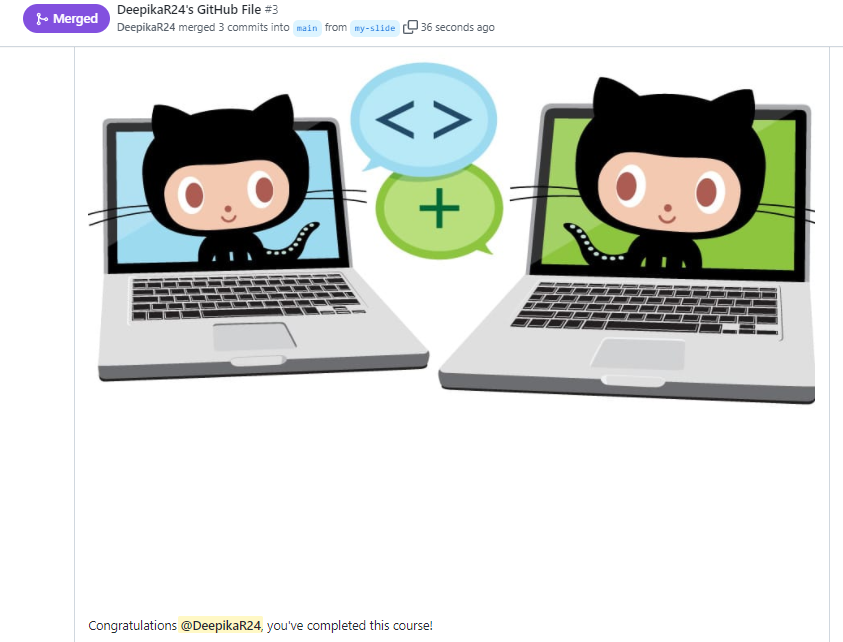 Merged
DeepikaR24's GitHub File #3
DeepikaR24 merged 3 commits into main from my-slide 36 seconds ago
< >
+
Congratulations @DeepikaR24, you've completed this course!